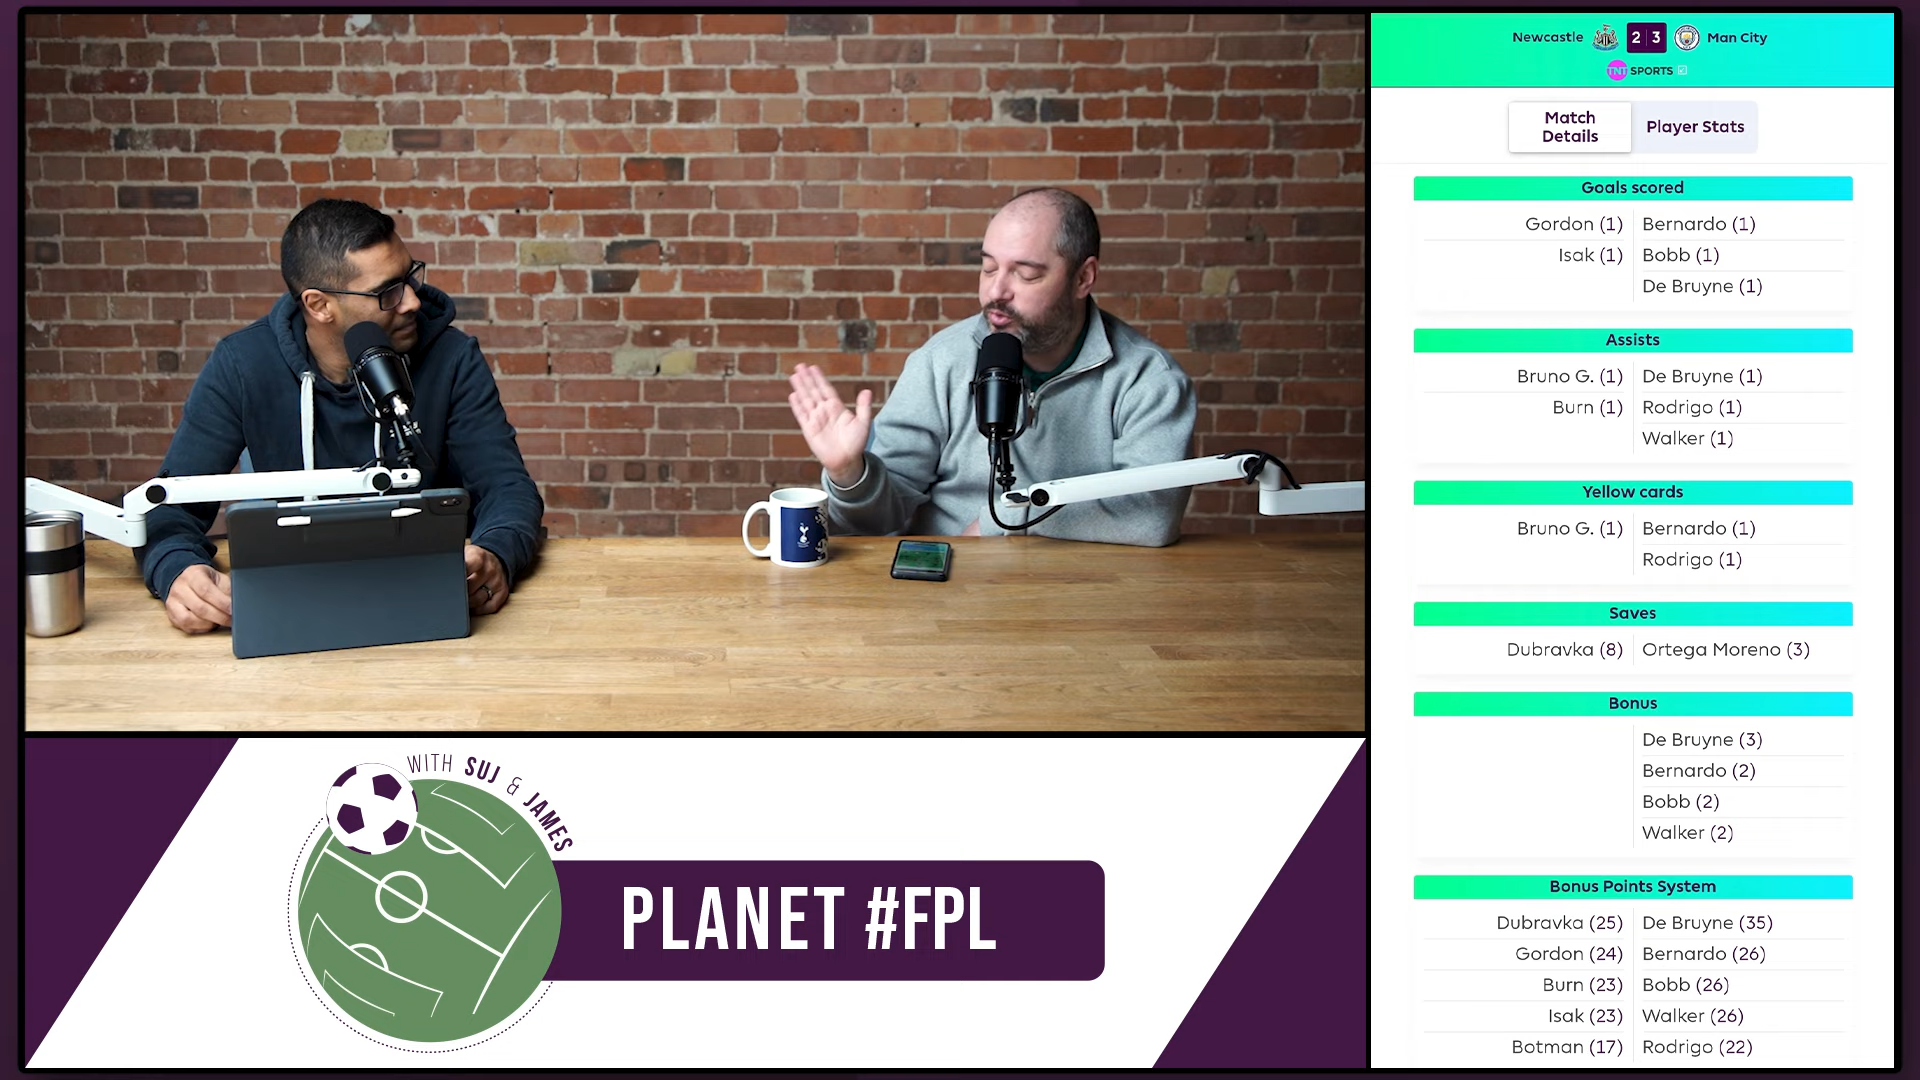 Newcastle 2 3 Man City
TNT SPORTS
Match Details
Player Stats
Goals scored
Gordon (1) Bernardo (1)
Isak (1) Bobb (1)
De Bruyne (1)
Assists
Bruno G. (1) De Bruyne (1)
Burn (1) Rodrigo (1)
Walker (1)
Yellow cards
Bruno G. (1) Bernardo (1)
Rodrigo (1)
Saves
Dubravka (8) Ortega Moreno (3)
Bonus
De Bruyne (3)
Bernardo (2)
Bobb (2)
Walker (2)
Bonus Points System
Dubravka (25) De Bruyne (35)
Gordon (24) Bernardo (26)
Burn (23) Bobb (26)
Isak (23) Walker (26)
Botman (17) Rodrigo (22)
WITH SUJ & JAMES
PLANET #FPL